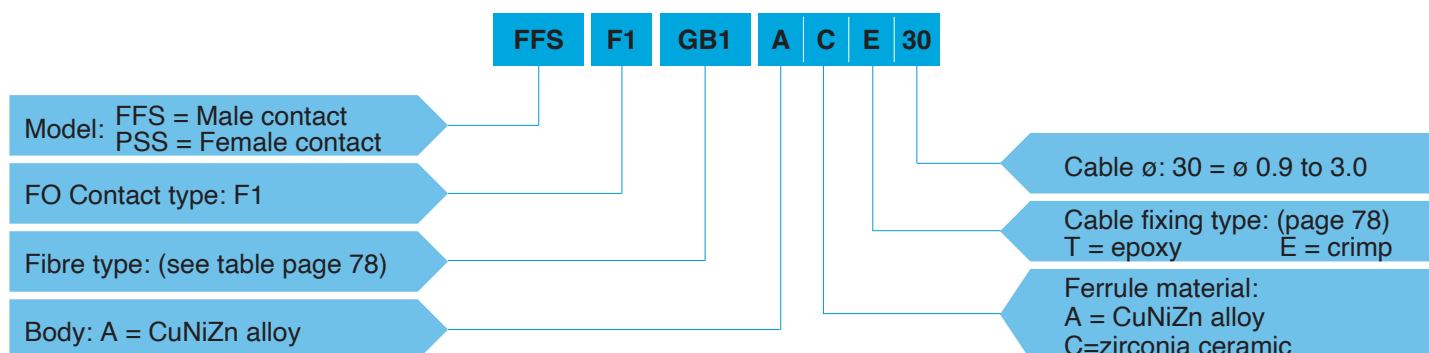 FFS F1 GB1 A C E 30
Model: FFS = Male contact
PSS = Female contact
FO Contact type: F1
Fibre type: (see table page 78)
Body: A = CuNiZn alloy
Cable ø: 30 = ø 0.9 to 3.0
Cable fixing type: (page 78)
T = epoxy E = crimp
Ferrule material:
A = CuNiZn alloy
C=zirconia ceramic